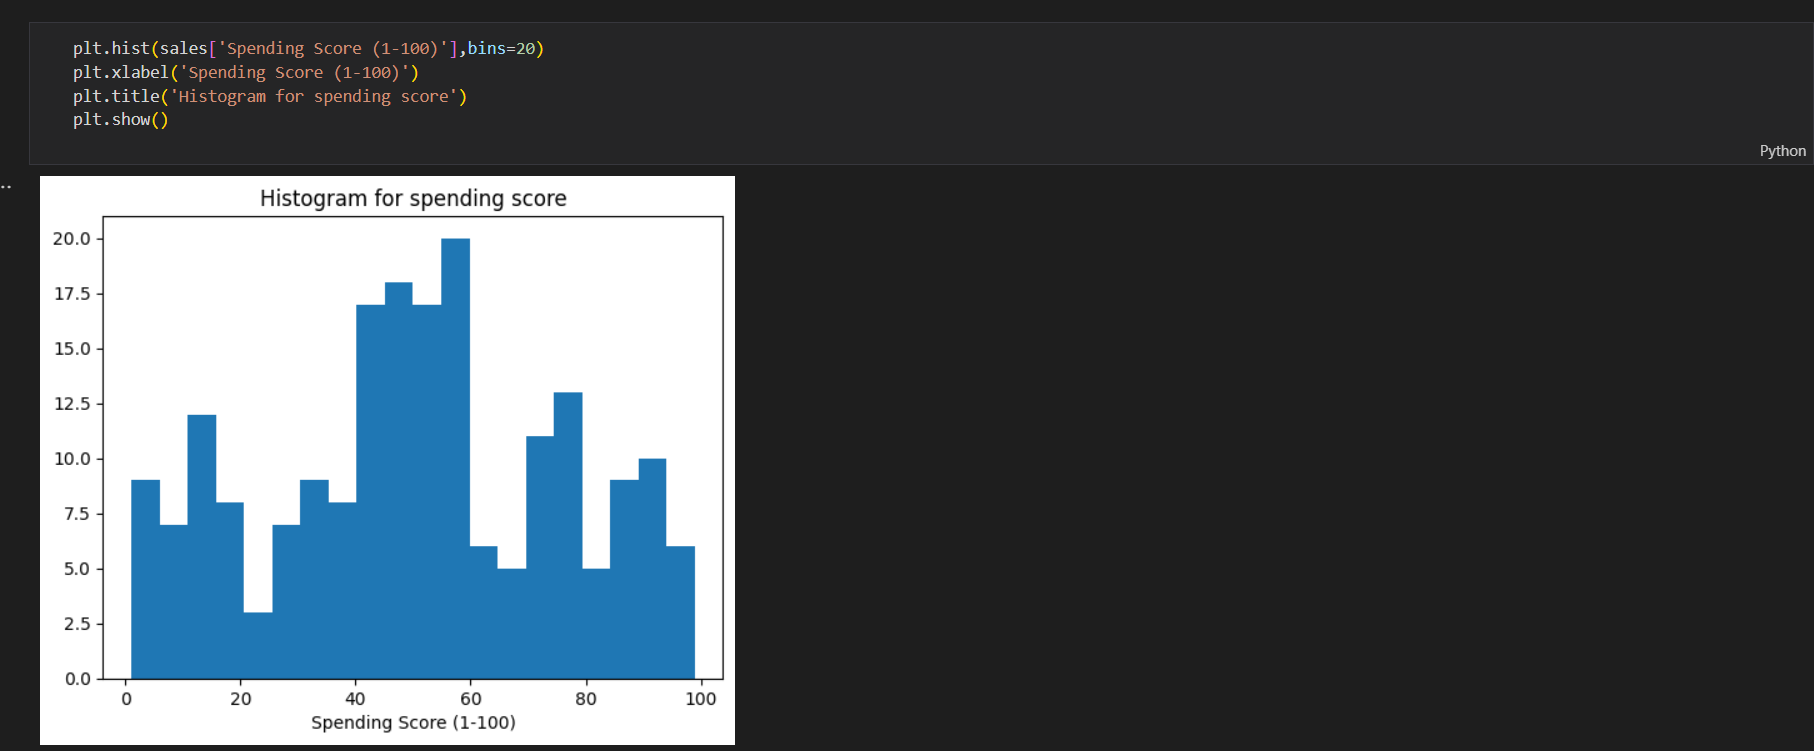 plt.hist(sales['Spending Score (1-100)'],bins=20)
plt.xlabel('Spending Score (1-100)')
plt.title('Histogram for spending score')
plt.show()
Python
Histogram for spending score
20.0
17.5
15.0
12.5
10.0
7.5
5.0
2.5
0.0
0 20 40 60 80 100
Spending Score (1-100)